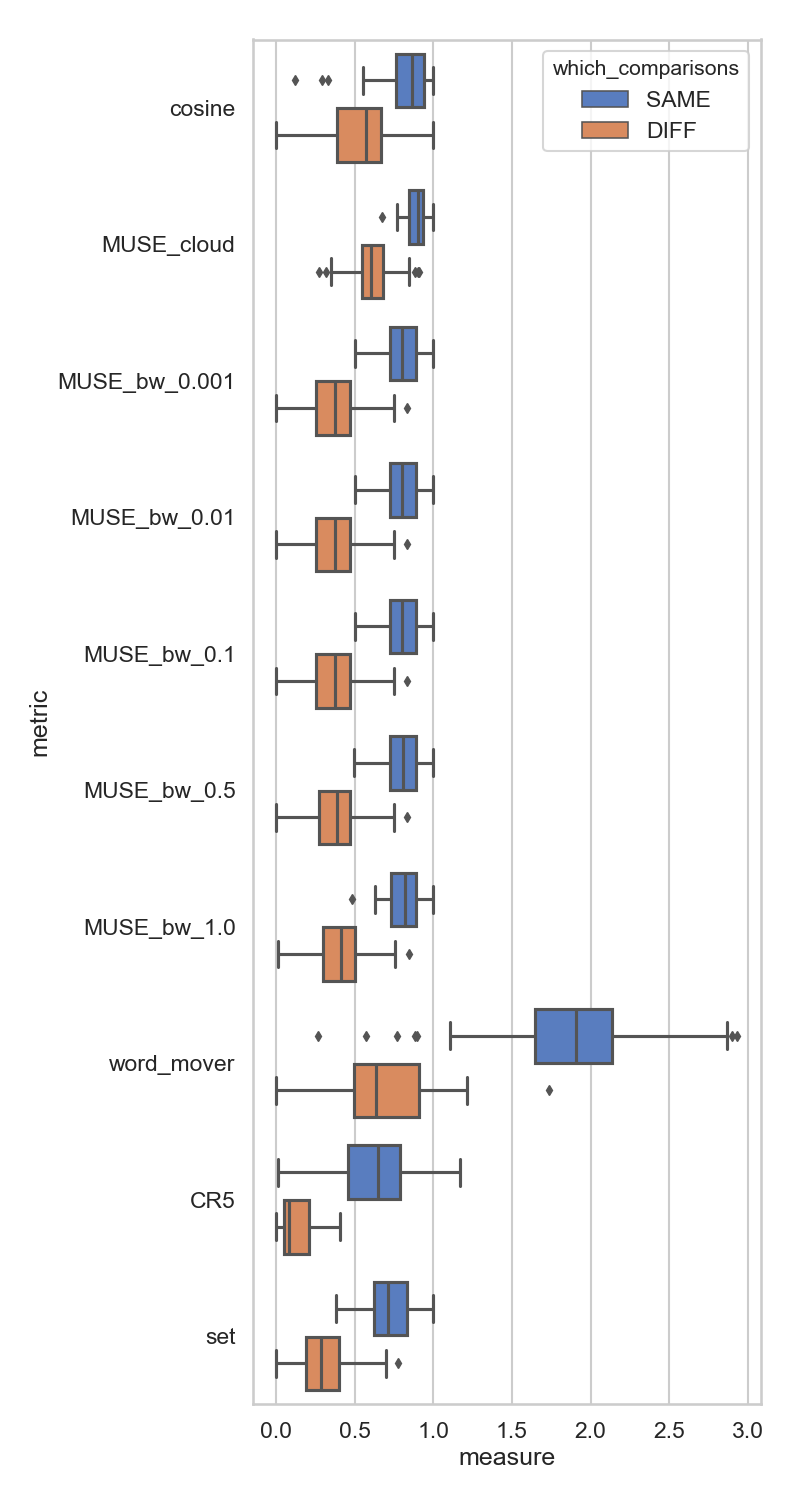 which_comparisons
SAME
DIFF
cosine
MUSE_cloud
MUSE_bw_0.001
MUSE_bw_0.01
MUSE_bw_0.1
MUSE_bw_0.5
MUSE_bw_1.0
word_mover
CR5
set
metric
0.0 0.5 1.0 1.5 2.0 2.5 3.0
measure